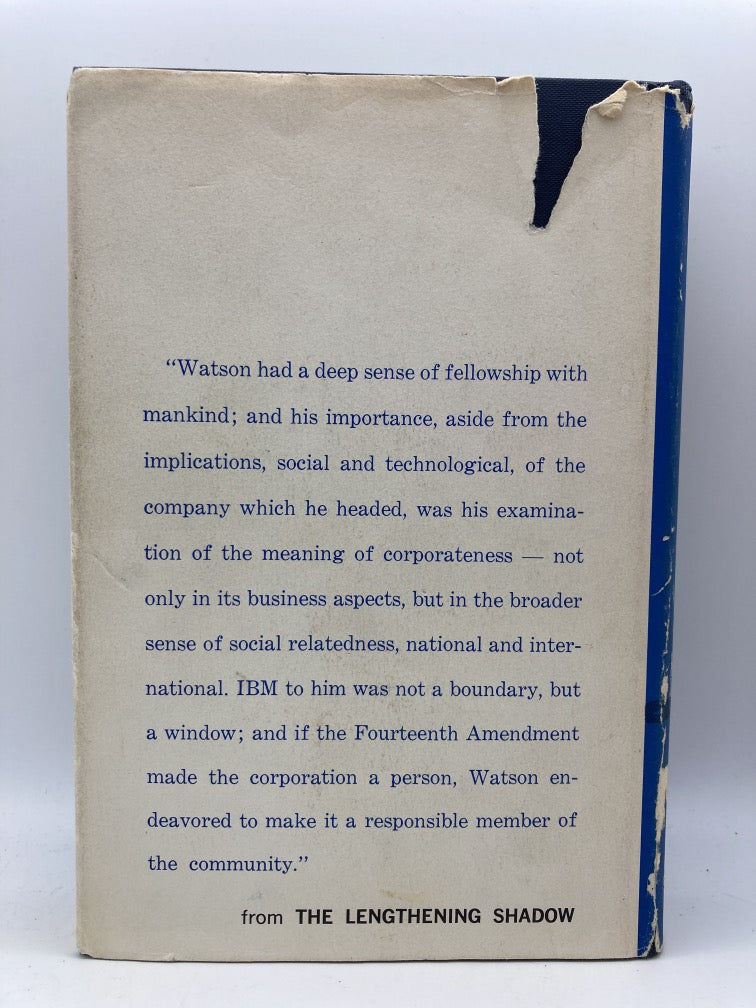 “Watson had a deep sense of fellowship with
mankind; and his importance, aside from the
implications, social and technological, of the
company which he headed, was his examina-
tion of the meaning of corporateness — not
only in its business aspects, but in the broader
sense of social relatedness, national and inter-
national. IBM to him was not a boundary, but
a window; and if the Fourteenth Amendment
made the corporation a person, Watson en-
deavored to make it a responsible member of
the community.”
from THE LENGTHENING SHADOW